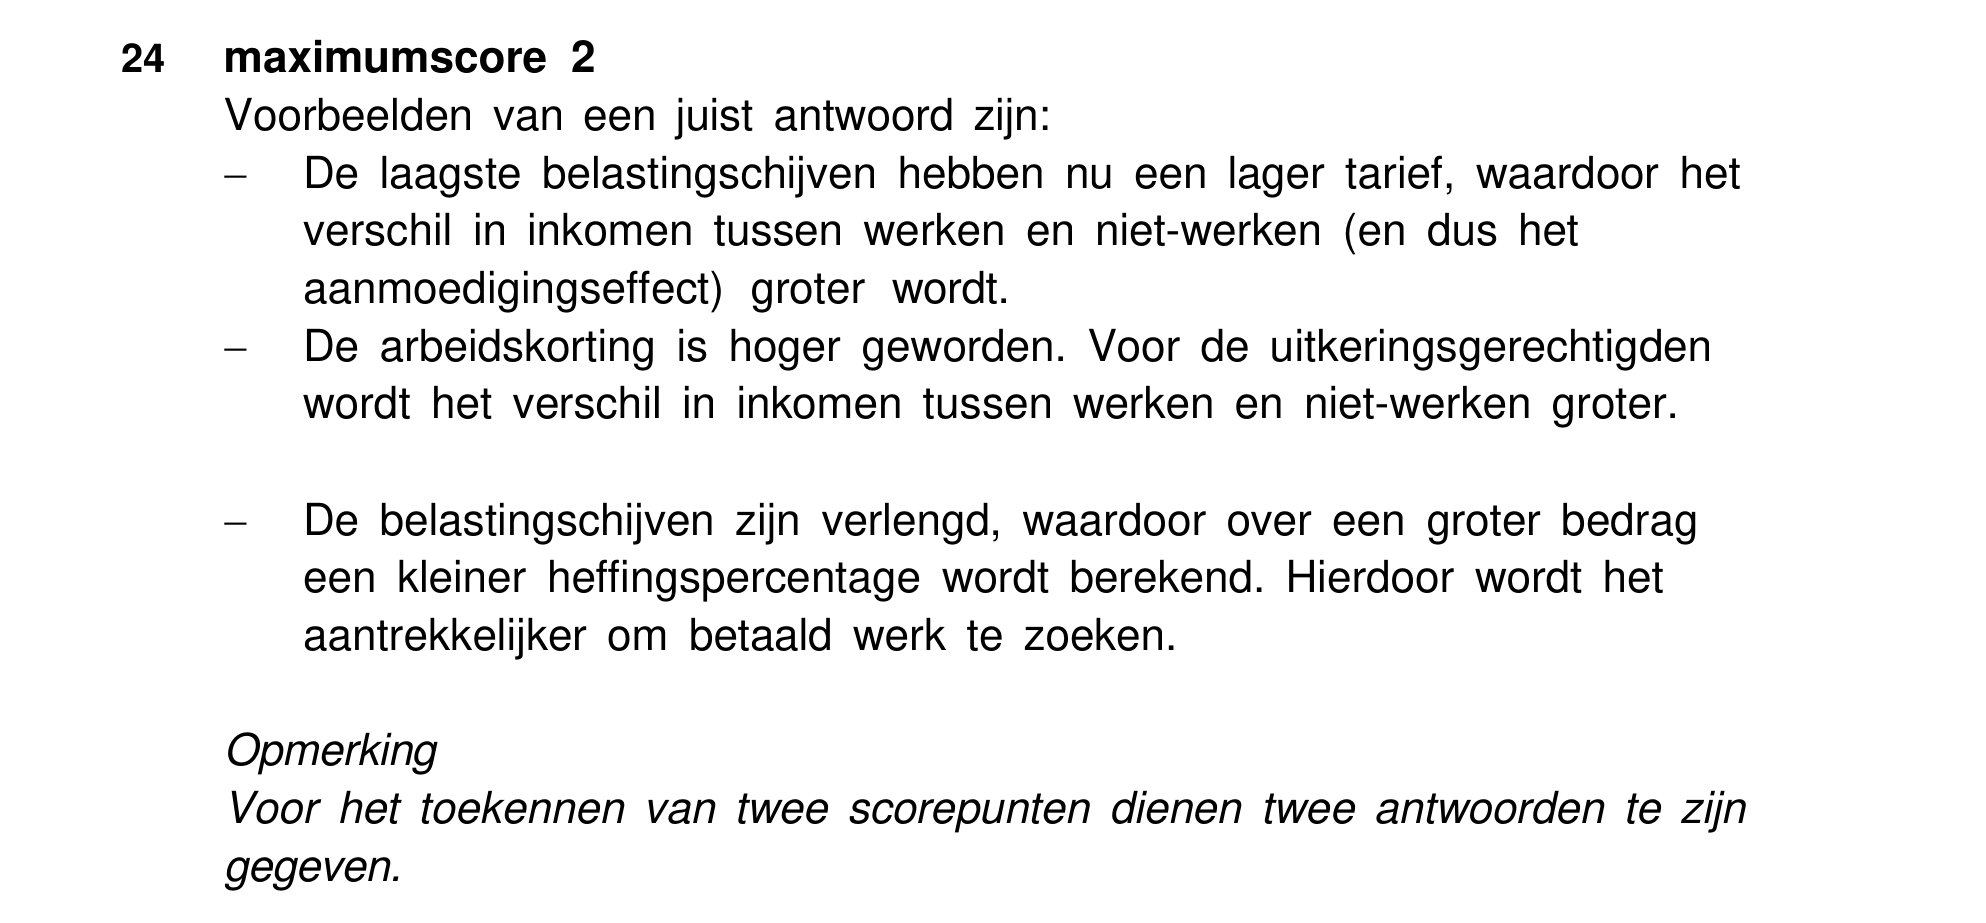 24 maximumscore 2
Voorbeelden van een juist antwoord zijn:
– De laagste belastingschijven hebben nu een lager tarief, waardoor het
verschil in inkomen tussen werken en niet-werken (en dus het
aanmoedigingseffect) groter wordt.
– De arbeidskorting is hoger geworden. Voor de uitkeringsgerechtigden
wordt het verschil in inkomen tussen werken en niet-werken groter.
– De belastingschijven zijn verlengd, waardoor over een groter bedrag
een kleiner heffingspercentage wordt berekend. Hierdoor wordt het
aantrekkelijker om betaald werk te zoeken.
Opmerking
Voor het toekennen van twee scorepunten dienen twee antwoorden te zijn
gegeven.